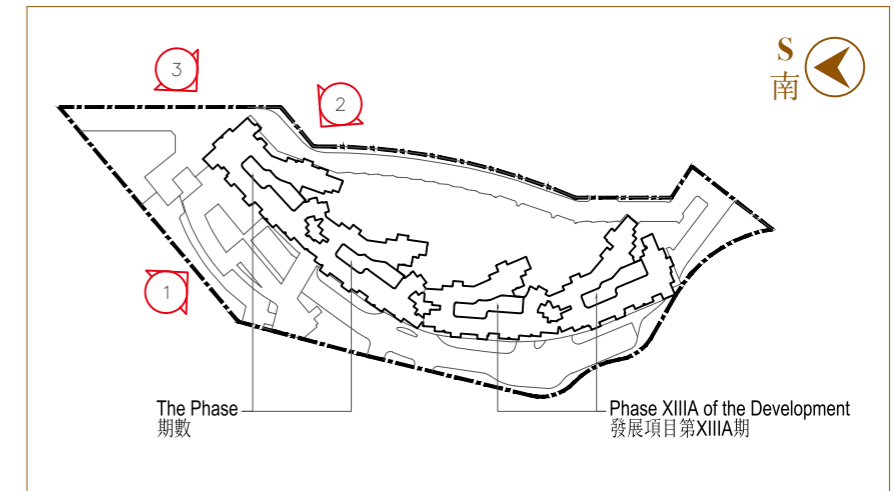 3
2
S
南
1
The Phase
期數
Phase XIIIA of the Development
發展項目第XIIIA期